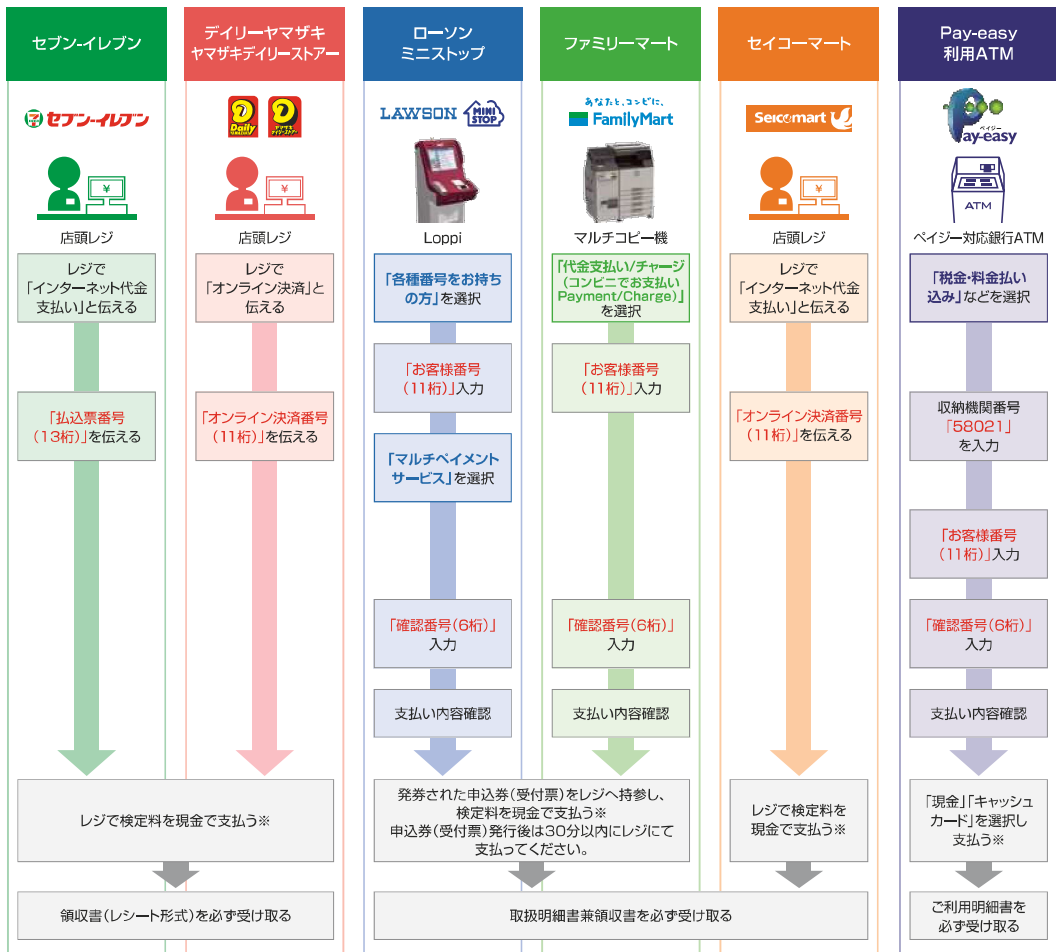 セブン-イレブン
デイリーヤマザキ
ヤマザキデイリーストアー
ローソン
ミニストップ
ファミリーマート
セイコーマート
Pay-easy
利用ATM
セブン-イレブン
Daily
ヤマザキ
デイリーストアー
LAWSON
MINI
STOP
あなたと、コンビに、
FamilyMart
Seicomart
ペイジー
Pay-easy
¥
¥
¥
ATM
店頭レジ
店頭レジ
Loppi
マルチコピー機
店頭レジ
ペイジー対応銀行ATM
レジで
「インターネット代金
支払い」と伝える
「払込票番号
(13桁)」を伝える
レジで
「オンライン決済」と
伝える
「オンライン決済番号
(11桁)」を伝える
「各種番号をお持ち
の方」を選択
「お客様番号
(11桁)」入力
「マルチペイメント
サービス」を選択
「確認番号(6桁)」
入力
支払い内容確認
「代金支払い/チャージ
(コンビニでお支払い
Payment/Charge)」
を選択
「お客様番号
(11桁)」入力
「確認番号(6桁)」
入力
支払い内容確認
レジで
「インターネット代金
支払い」と伝える
「オンライン決済番号
(11桁)」を伝える
「税金・料金払い
込み」などを選択
収納機関番号
「58021」
を入力
「お客様番号
(11桁)」入力
「確認番号(6桁)」
入力
支払い内容確認
レジで検定料を現金で支払う※
発券された申込券(受付票)をレジへ持参し、
検定料を現金で支払う※
申込券(受付票)発行後は30分以内にレジにて
支払ってください。
レジで検定料を
現金で支払う※
「現金」「キャッシュ
カード」を選択し
支払う※
領収書(レシート形式)を必ず受け取る
取扱明細書兼領収書を必ず受け取る
ご利用明細書を
必ず受け取る